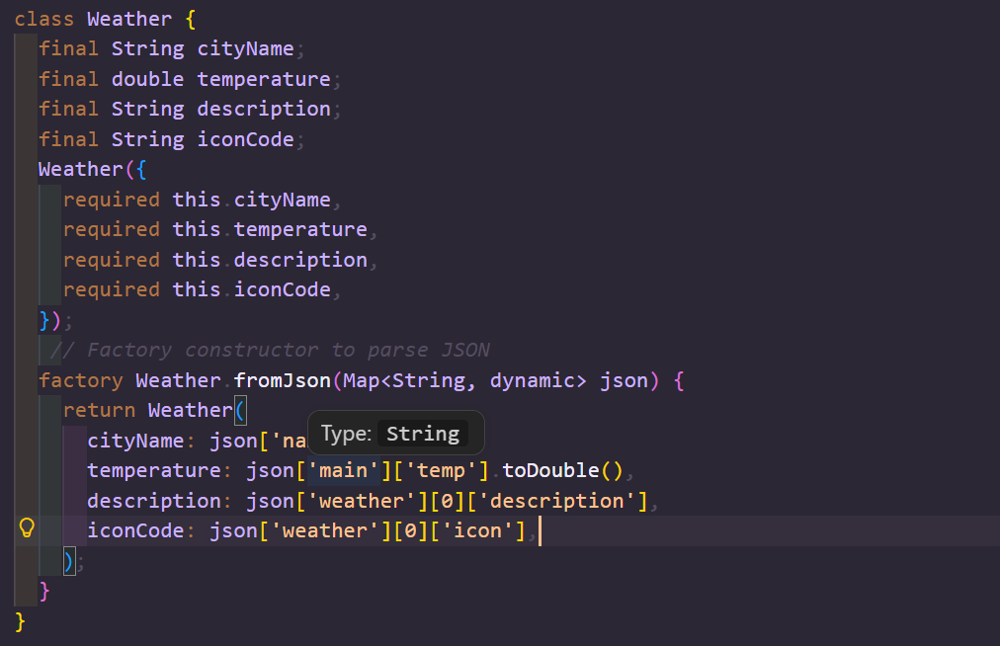 class Weather {
  final String cityName;
  final double temperature;
  final String description;
  final String iconCode;
  Weather({
    required this.cityName,
    required this.temperature,
    required this.description,
    required this.iconCode,
  });
   // Factory constructor to parse JSON
  factory Weather.fromJson(Map<String, dynamic> json) {
    return Weather(
Type: String
      cityName: json['na
      temperature: json['main']['temp'].toDouble(),
      description: json['weather'][0]['description'],
      iconCode: json['weather'][0]['icon'],
    );
  }
}